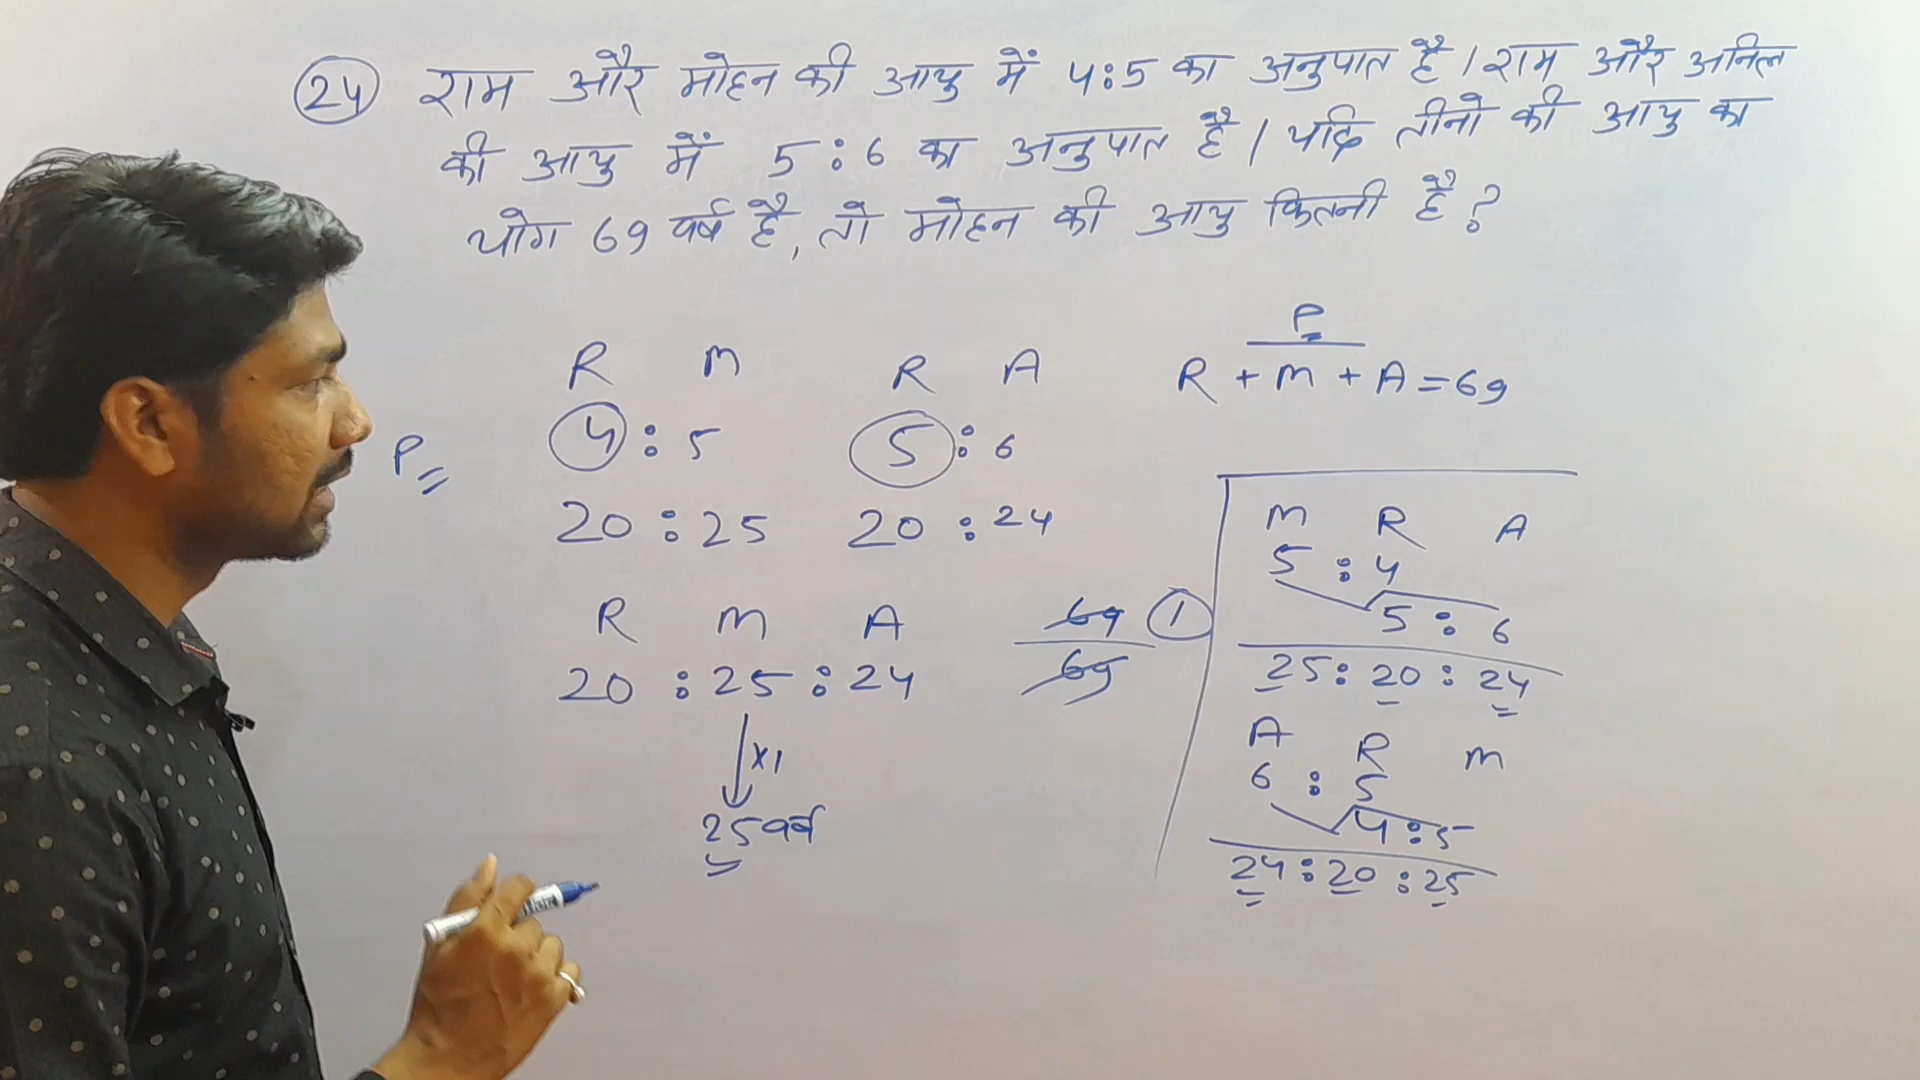 24 राम और मोहन की आयु में 4:5 का अनुपात है। राम और अनिल
की आयु में 5:6 का अनुपात है। यदि तीनो की आयु का
योग 69 वर्ष है, तो मोहन की आयु कितनी है?
P
R + M + A = 69
R M R A
P 4 : 5 5 : 6
20 : 25 20 : 24
R M A
20 : 25 : 24
69 1
69
×1
25 वर्ष
M R A
5 : 4
5 : 6
25 : 20 : 24
A R M
6 : 5
4 : 5
24 : 20 : 25